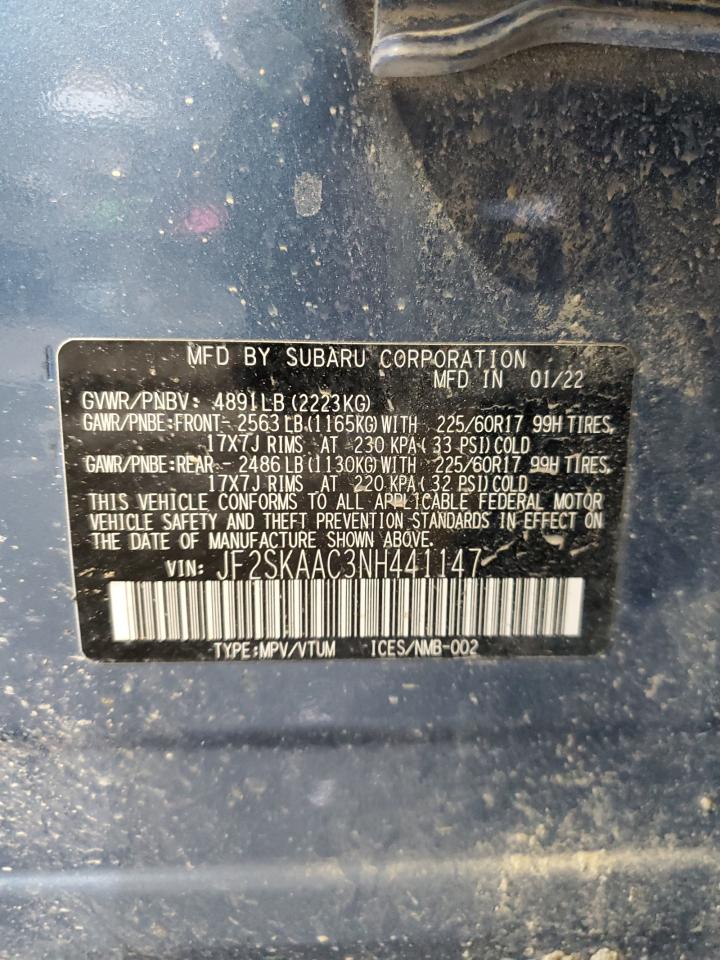 MFD BY SUBARU CORPORATION
MFD IN 01/22
GVWR/PNBV: 4891LB (2223KG)
GAWR/PNBE:FRONT- 2563LB(1165KG)WITH 225/60R17 99H TIRES,
17X7J RIMS AT 230 KPA( 33 PSI)COLD
GAWR/PNBE:REAR - 2486LB(1130KG)WITH 225/60R17 99H TIRES,
17X7J RIMS AT 220 KPA( 32 PSI)COLD
THIS VEHICLE CONFORMS TO ALL APPLICABLE FEDERAL MOTOR
VEHICLE SAFETY AND THEFT PREVENTION STANDARDS IN EFFECT ON
THE DATE OF MANUFACTURE SHOWN ABOVE.
VIN: JF2SKAAC3NH441147
TYPE:MPV/VTUM ICES/NMB-002